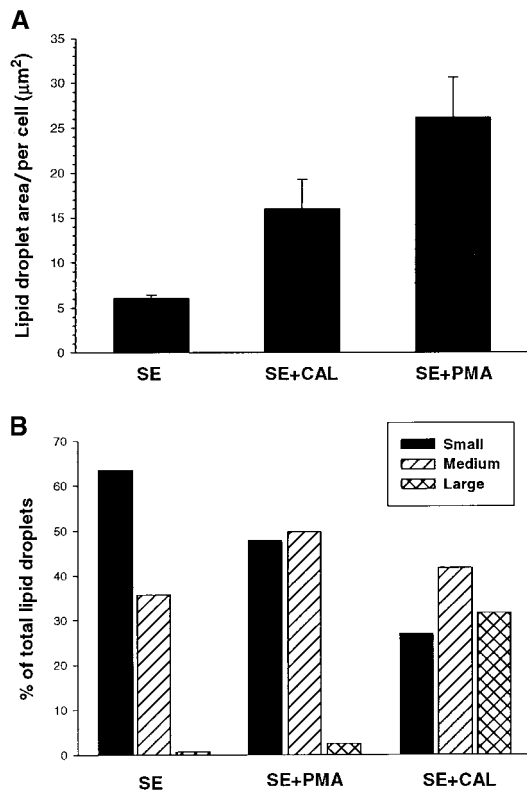 A
Lipid droplet area/per cell (μm²)
35
30
25
20
15
10
5
0
SE
SE+CAL
SE+PMA
B
% of total lipid droplets
70
60
50
40
30
20
10
0
Small
Medium
Large
SE
SE+PMA
SE+CAL